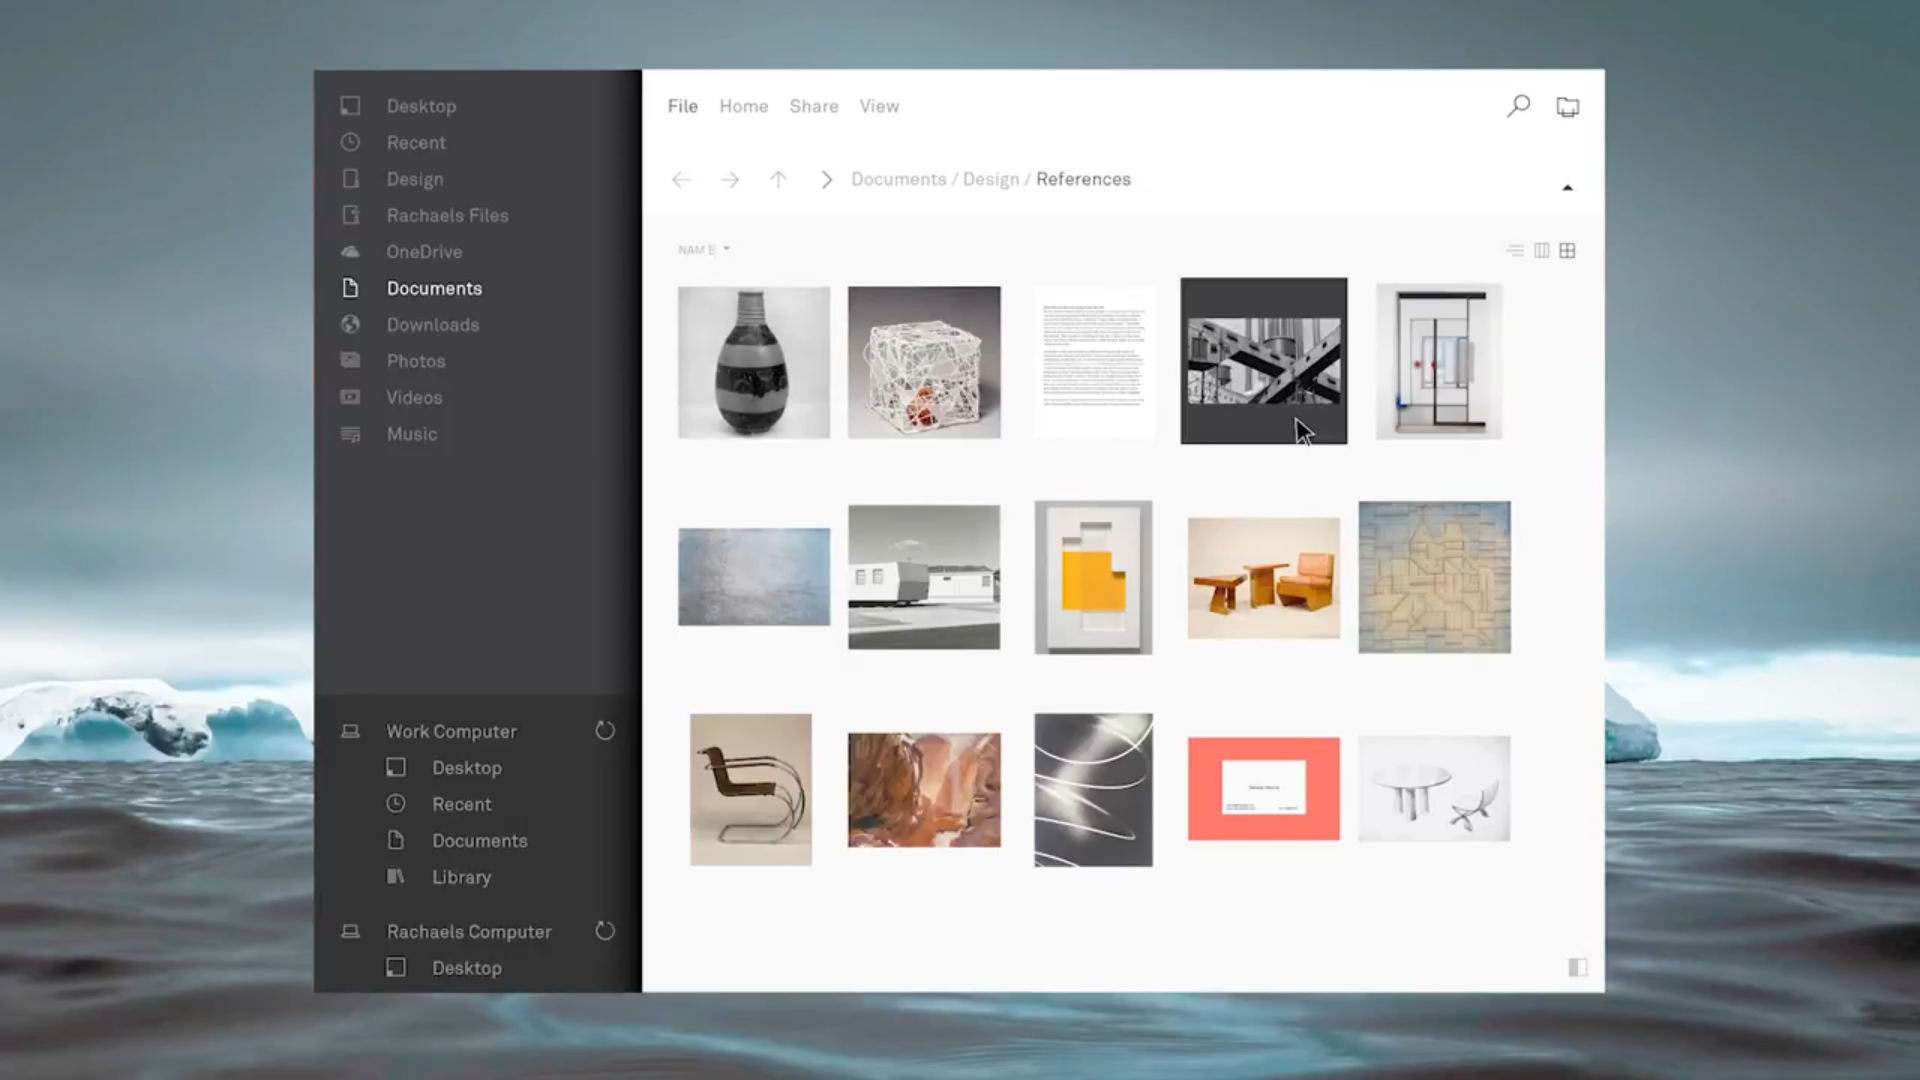 Desktop
Recent
Design
Rachaels Files
OneDrive
Documents
Downloads
Photos
Videos
Music
Work Computer
Desktop
Recent
Documents
Library
Rachaels Computer
Desktop
File Home Share View
Documents / Design / References
NAME